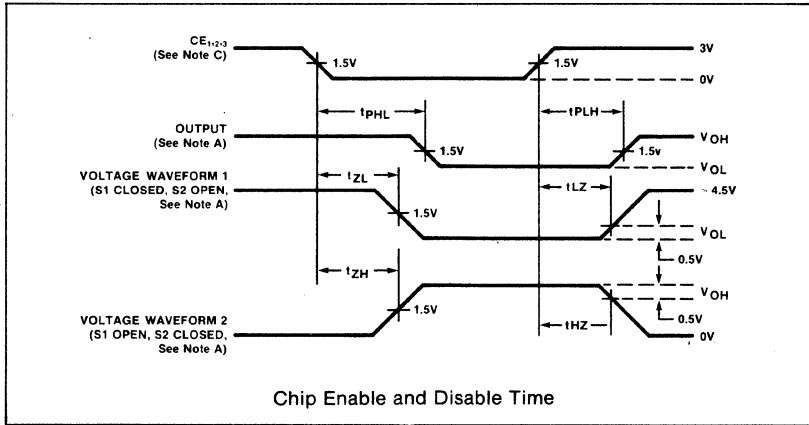 CE1,2,3
(See Note C)
1.5V
1.5V
3V
0V
tPHL
tPLH
OUTPUT
(See Note A)
1.5V
1.5v
VOH
VOL
VOLTAGE WAVEFORM 1
(S1 CLOSED, S2 OPEN,
See Note A)
tZL
tLZ
4.5V
1.5V
VOL
0.5V
tZH
VOH
1.5V
0.5V
VOLTAGE WAVEFORM 2
(S1 OPEN, S2 CLOSED,
See Note A)
tHZ
0V
Chip Enable and Disable Time